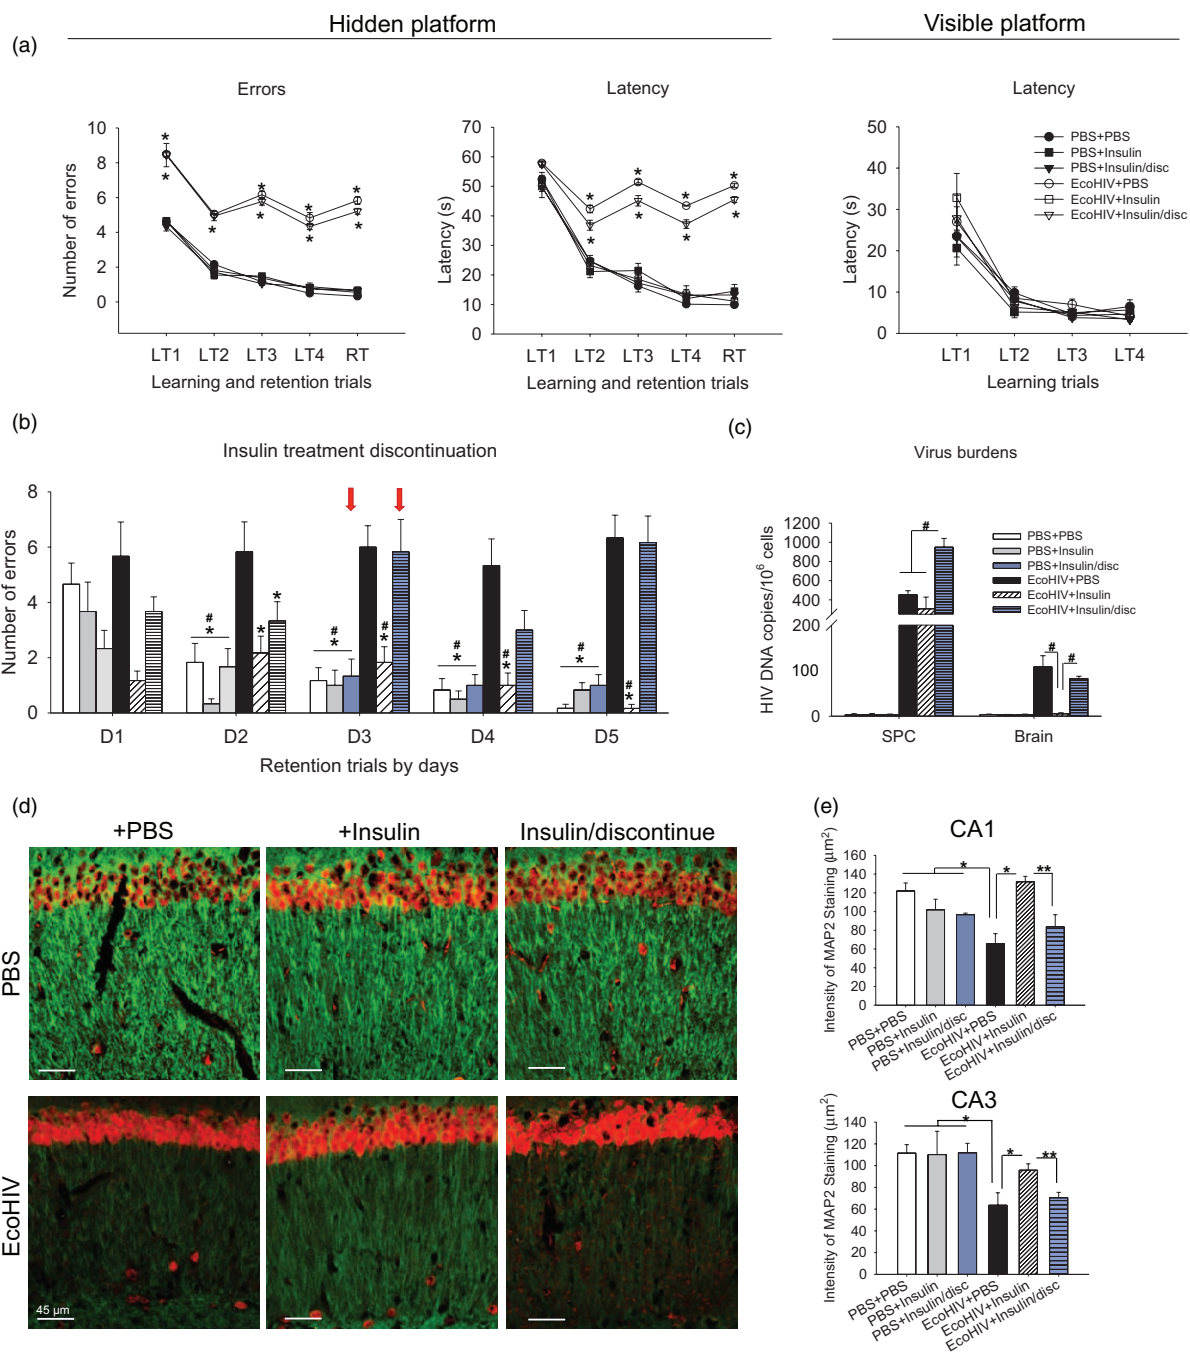 Hidden platform
Visible platform
(a)
Errors
Latency
Latency
Number of errors
10
8
6
4
2
0
LT1 LT2 LT3 LT4 RT
Learning and retention trials
Latency (s)
70
60
50
40
30
20
10
0
LT1 LT2 LT3 LT4 RT
Learning and retention trials
Latency (s)
50
40
30
20
10
0
LT1 LT2 LT3 LT4
Learning trials
PBS+PBS
PBS+Insulin
PBS+Insulin/disc
EcoHIV+PBS
EcoHIV+Insulin
EcoHIV+Insulin/disc
* * * * * * * * *
* * * * * * * *
(b)
Insulin treatment discontinuation
Number of errors
8
6
4
2
0
# * * *
# * # *
# * # *
# * # *
D1 D2 D3 D4 D5
Retention trials by days
(c)
Virus burdens
HIV DNA copies/10⁶ cells
1200
1000
800
600
400
200
100
0
# # #
SPC Brain
PBS+PBS
PBS+Insulin
PBS+Insulin/disc
EcoHIV+PBS
EcoHIV+Insulin
EcoHIV+Insulin/disc
(d)
+PBS +Insulin Insulin/discontinue
PBS
EcoHIV
45 µm
(e)
CA1
Intensity of MAP2 Staining (µm²)
160
140
120
100
80
60
40
20
0
* * **
PBS+PBS
PBS+Insulin
PBS+Insulin/disc
EcoHIV+PBS
EcoHIV+Insulin
EcoHIV+Insulin/disc
CA3
Intensity of MAP2 Staining (µm²)
140
120
100
80
60
40
20
0
* * **
PBS+PBS
PBS+Insulin
PBS+Insulin/disc
EcoHIV+PBS
EcoHIV+Insulin
EcoHIV+Insulin/disc